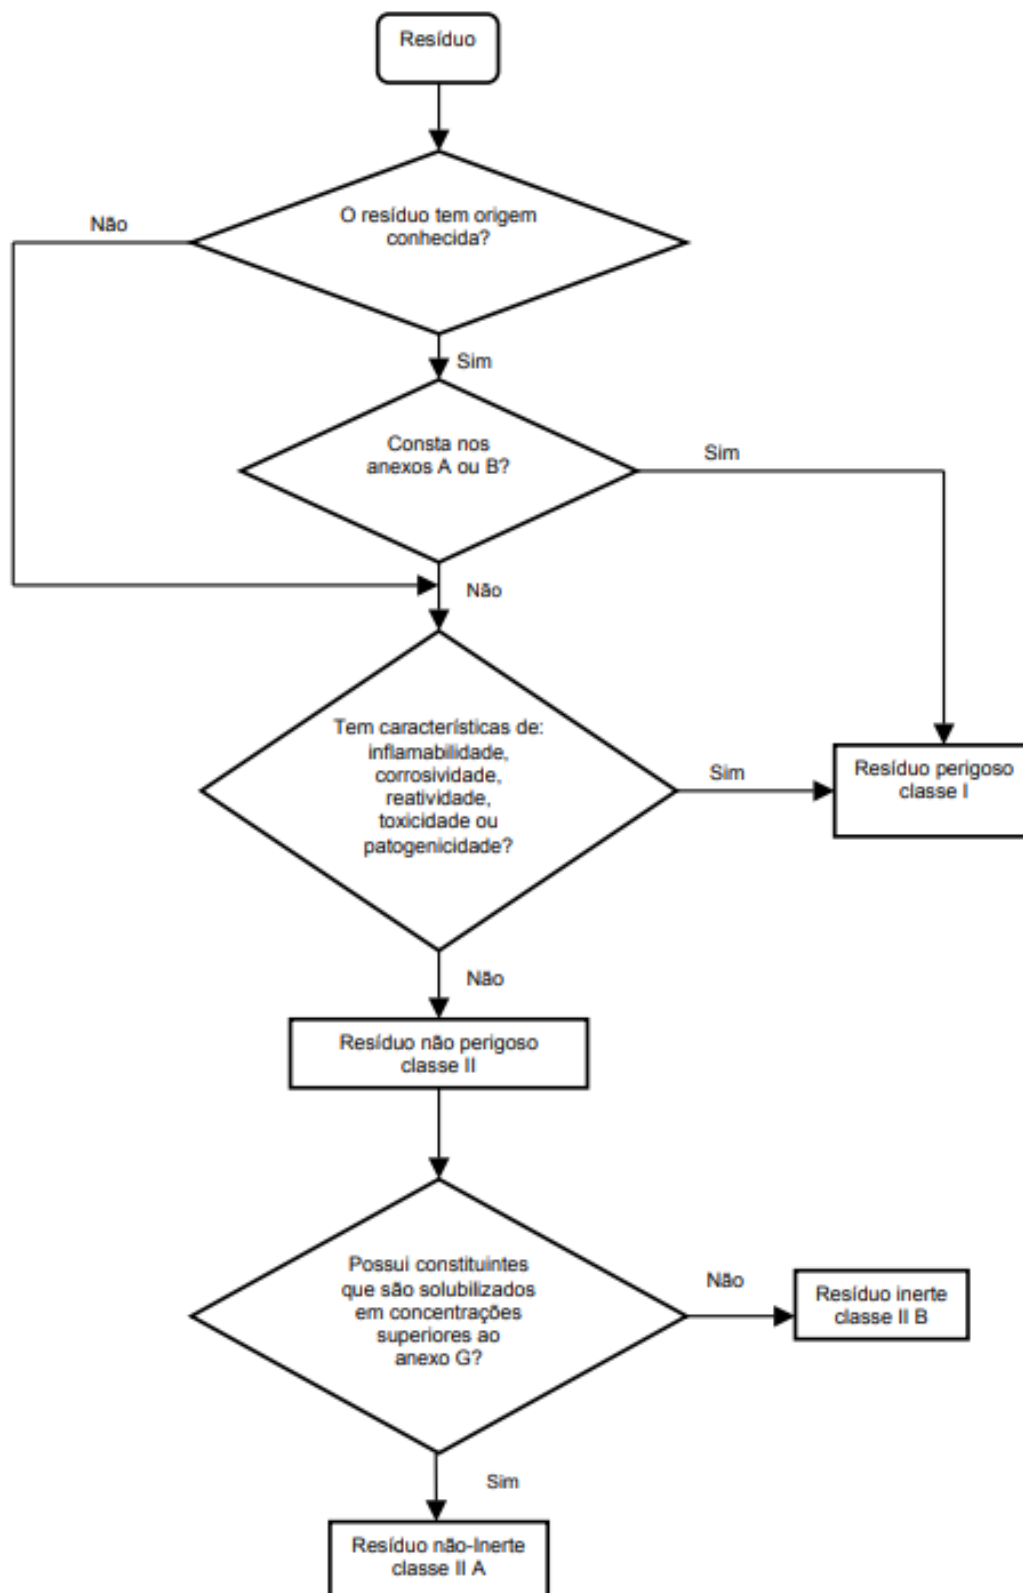 Resíduo
O resíduo tem origem
conhecida?
Não
Sim
Consta nos
anexos A ou B?
Sim
Não
Tem características de:
inflamabilidade,
corrosividade,
reatividade,
toxicidade ou
patogenicidade?
Sim
Resíduo perigoso
classe I
Não
Resíduo não perigoso
classe II
Possui constituintes
que são solubilizados
em concentrações
superiores ao
anexo G?
Não
Resíduo inerte
classe II B
Sim
Resíduo não-Inerte
classe II A